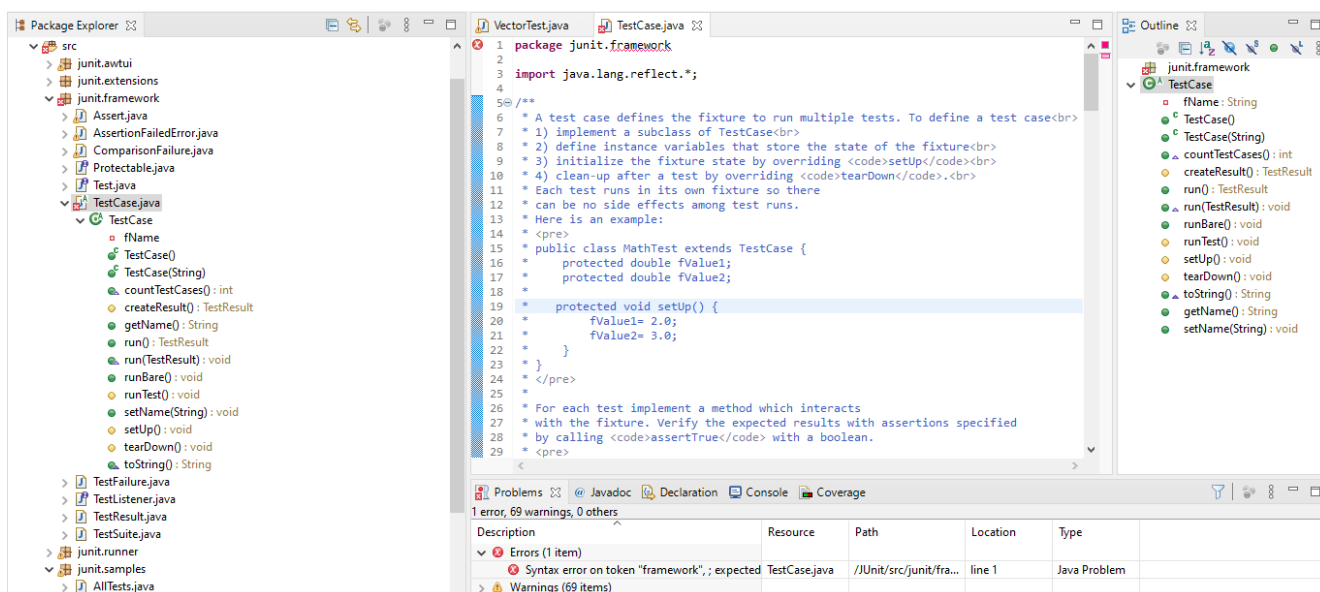 Package Explorer
src
junit.awtui
junit.extensions
junit.framework
Assert.java
AssertionFailedError.java
ComparisonFailure.java
Protectable.java
Test.java
TestCase.java
TestCase
fName
TestCase()
TestCase(String)
countTestCases() : int
createResult() : TestResult
getName() : String
run() : TestResult
run(TestResult) : void
runBare() : void
runTest() : void
setName(String) : void
setUp() : void
tearDown() : void
toString() : String
TestFailure.java
TestListener.java
TestResult.java
TestSuite.java
junit.runner
junit.samples
AllTests.java
VectorTest.java
TestCase.java
1 package junit.framework
2
3 import java.lang.reflect.*;
4
5 /**
6 * A test case defines the fixture to run multiple tests. To define a test case<br>
7 * 1) implement a subclass of TestCase<br>
8 * 2) define instance variables that store the state of the fixture<br>
9 * 3) initialize the fixture state by overriding <code>setUp</code><br>
10 * 4) clean-up after a test by overriding <code>tearDown</code>.<br>
11 * Each test runs in its own fixture so there
12 * can be no side effects among test runs.
13 * Here is an example:
14 * <pre>
15 * public class MathTest extends TestCase {
16 *     protected double fValue1;
17 *     protected double fValue2;
18 *
19 *    protected void setUp() {
20 *         fValue1= 2.0;
21 *         fValue2= 3.0;
22 *     }
23 * }
24 * </pre>
25 *
26 * For each test implement a method which interacts
27 * with the fixture. Verify the expected results with assertions specified
28 * by calling <code>assertTrue</code> with a boolean.
29 * <pre>
Outline
junit.framework
TestCase
fName : String
TestCase()
TestCase(String)
countTestCases() : int
createResult() : TestResult
run() : TestResult
run(TestResult) : void
runBare() : void
runTest() : void
setUp() : void
tearDown() : void
toString() : String
getName() : String
setName(String) : void
Problems @ Javadoc Declaration Console Coverage
1 error, 69 warnings, 0 others
Description Resource Path Location Type
Errors (1 item)
Syntax error on token "framework", ; expected TestCase.java /JUnit/src/junit/fra... line 1 Java Problem
Warnings (69 items)